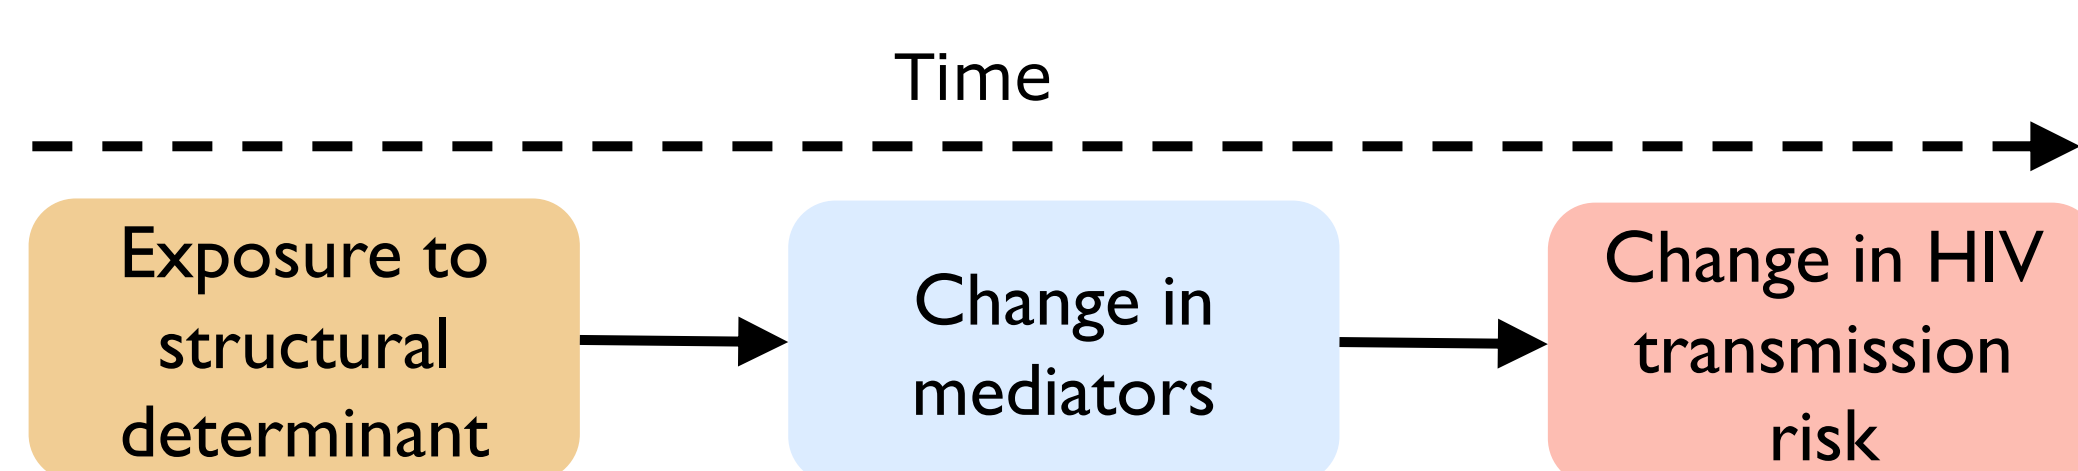 Time
Exposure to
structural
determinant
Change in
mediators
Change in HIV
transmission
risk